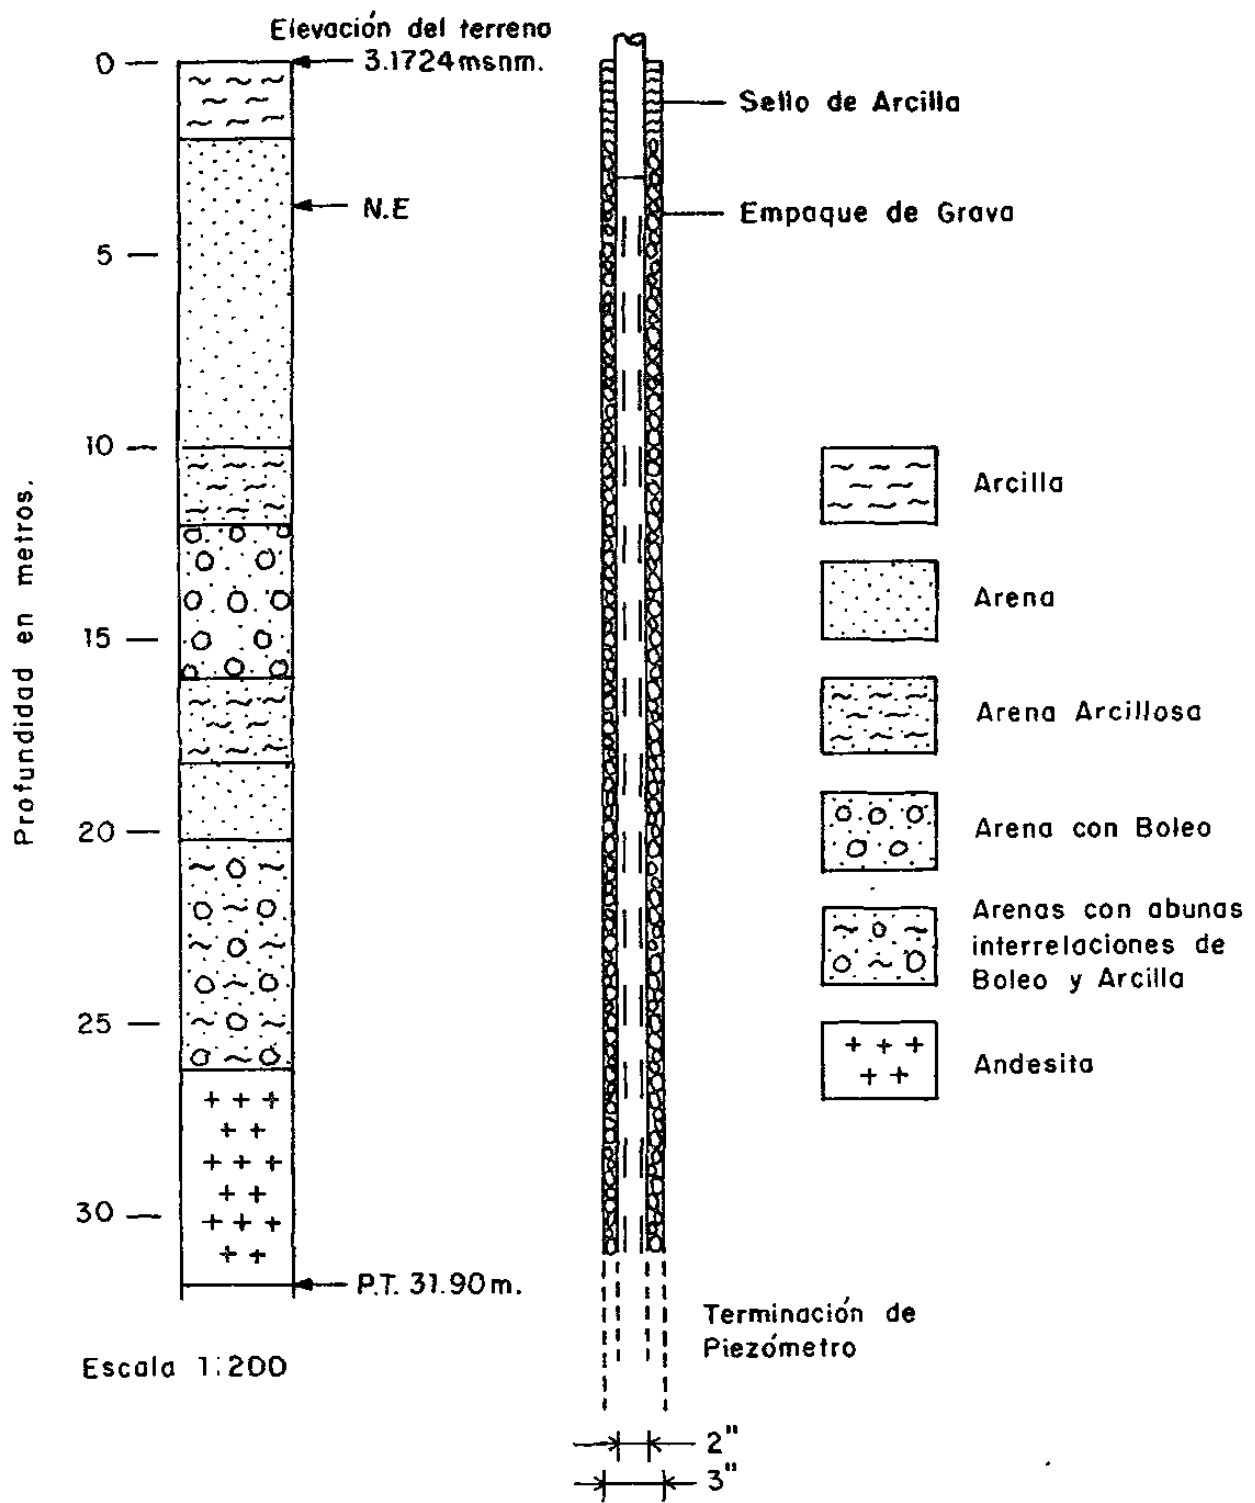 Elevación del terreno
3.1724 msnm.
0
Sello de Arcilla
N.E
Empaque de Grava
5
10
15
20
25
30
Profundidad en metros.
Arcilla
Arena
Arena Arcillosa
Arena con Boleo
Arenas con abunas
interrelaciones de
Boleo y Arcilla
Andesita
P.T. 31.90 m.
Terminación de
Piezómetro
Escala 1:200
2"
3"